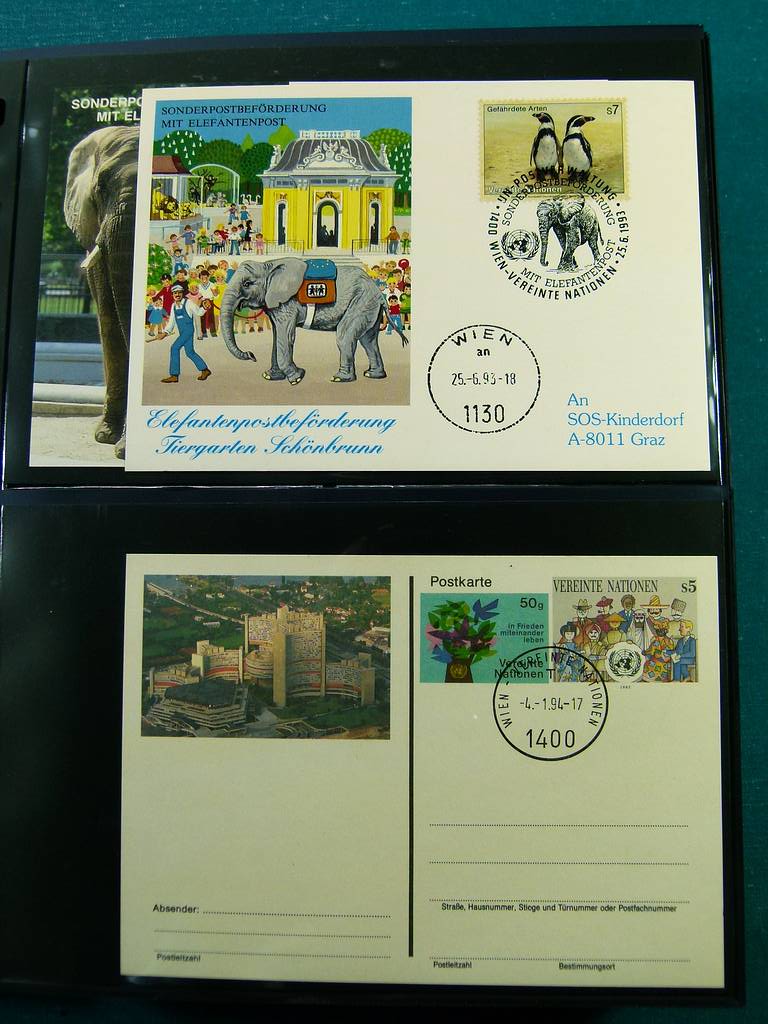 SONDERPO
MIT EL
SONDERPOSTBEFÖRDERUNG
MIT ELEFANTENPOST
Elefantenpostbeförderung
Tiergarten Schönbrunn
Gefährdete Arten
s7
Vereinte Nationen
UN-POSTVERWALTUNG
1400 WIEN-VEREINTE NATIONEN · 25.6.1993 ·
SONDERPOSTBEFÖRDERUNG
MIT ELEFANTENPOST
WIEN
an
25.-6.93-18
1130
An
SOS-Kinderdorf
A-8011 Graz
Postkarte
50g
in Frieden
miteinander
leben
Vereinte
Nationen
VEREINTE NATIONEN
s5
WIEN VEREINTE NATIONEN
-4.-1.94-17
1400
Absender:
Postleitzahl
Straße, Hausnummer, Stiege und Türnummer oder Postfachnummer
Postleitzahl
Bestimmungsort